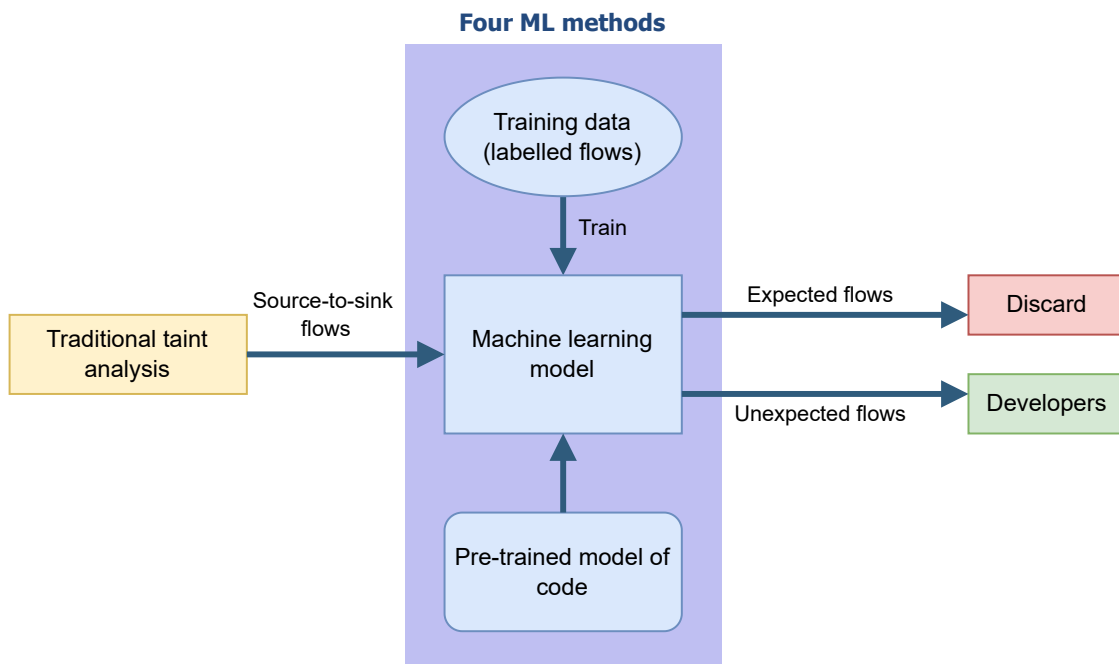 Four ML methods
Training data
(labelled flows)
Train
Source-to-sink
flows
Traditional taint
analysis
Machine learning
model
Expected flows
Discard
Unexpected flows
Developers
Pre-trained model of
code